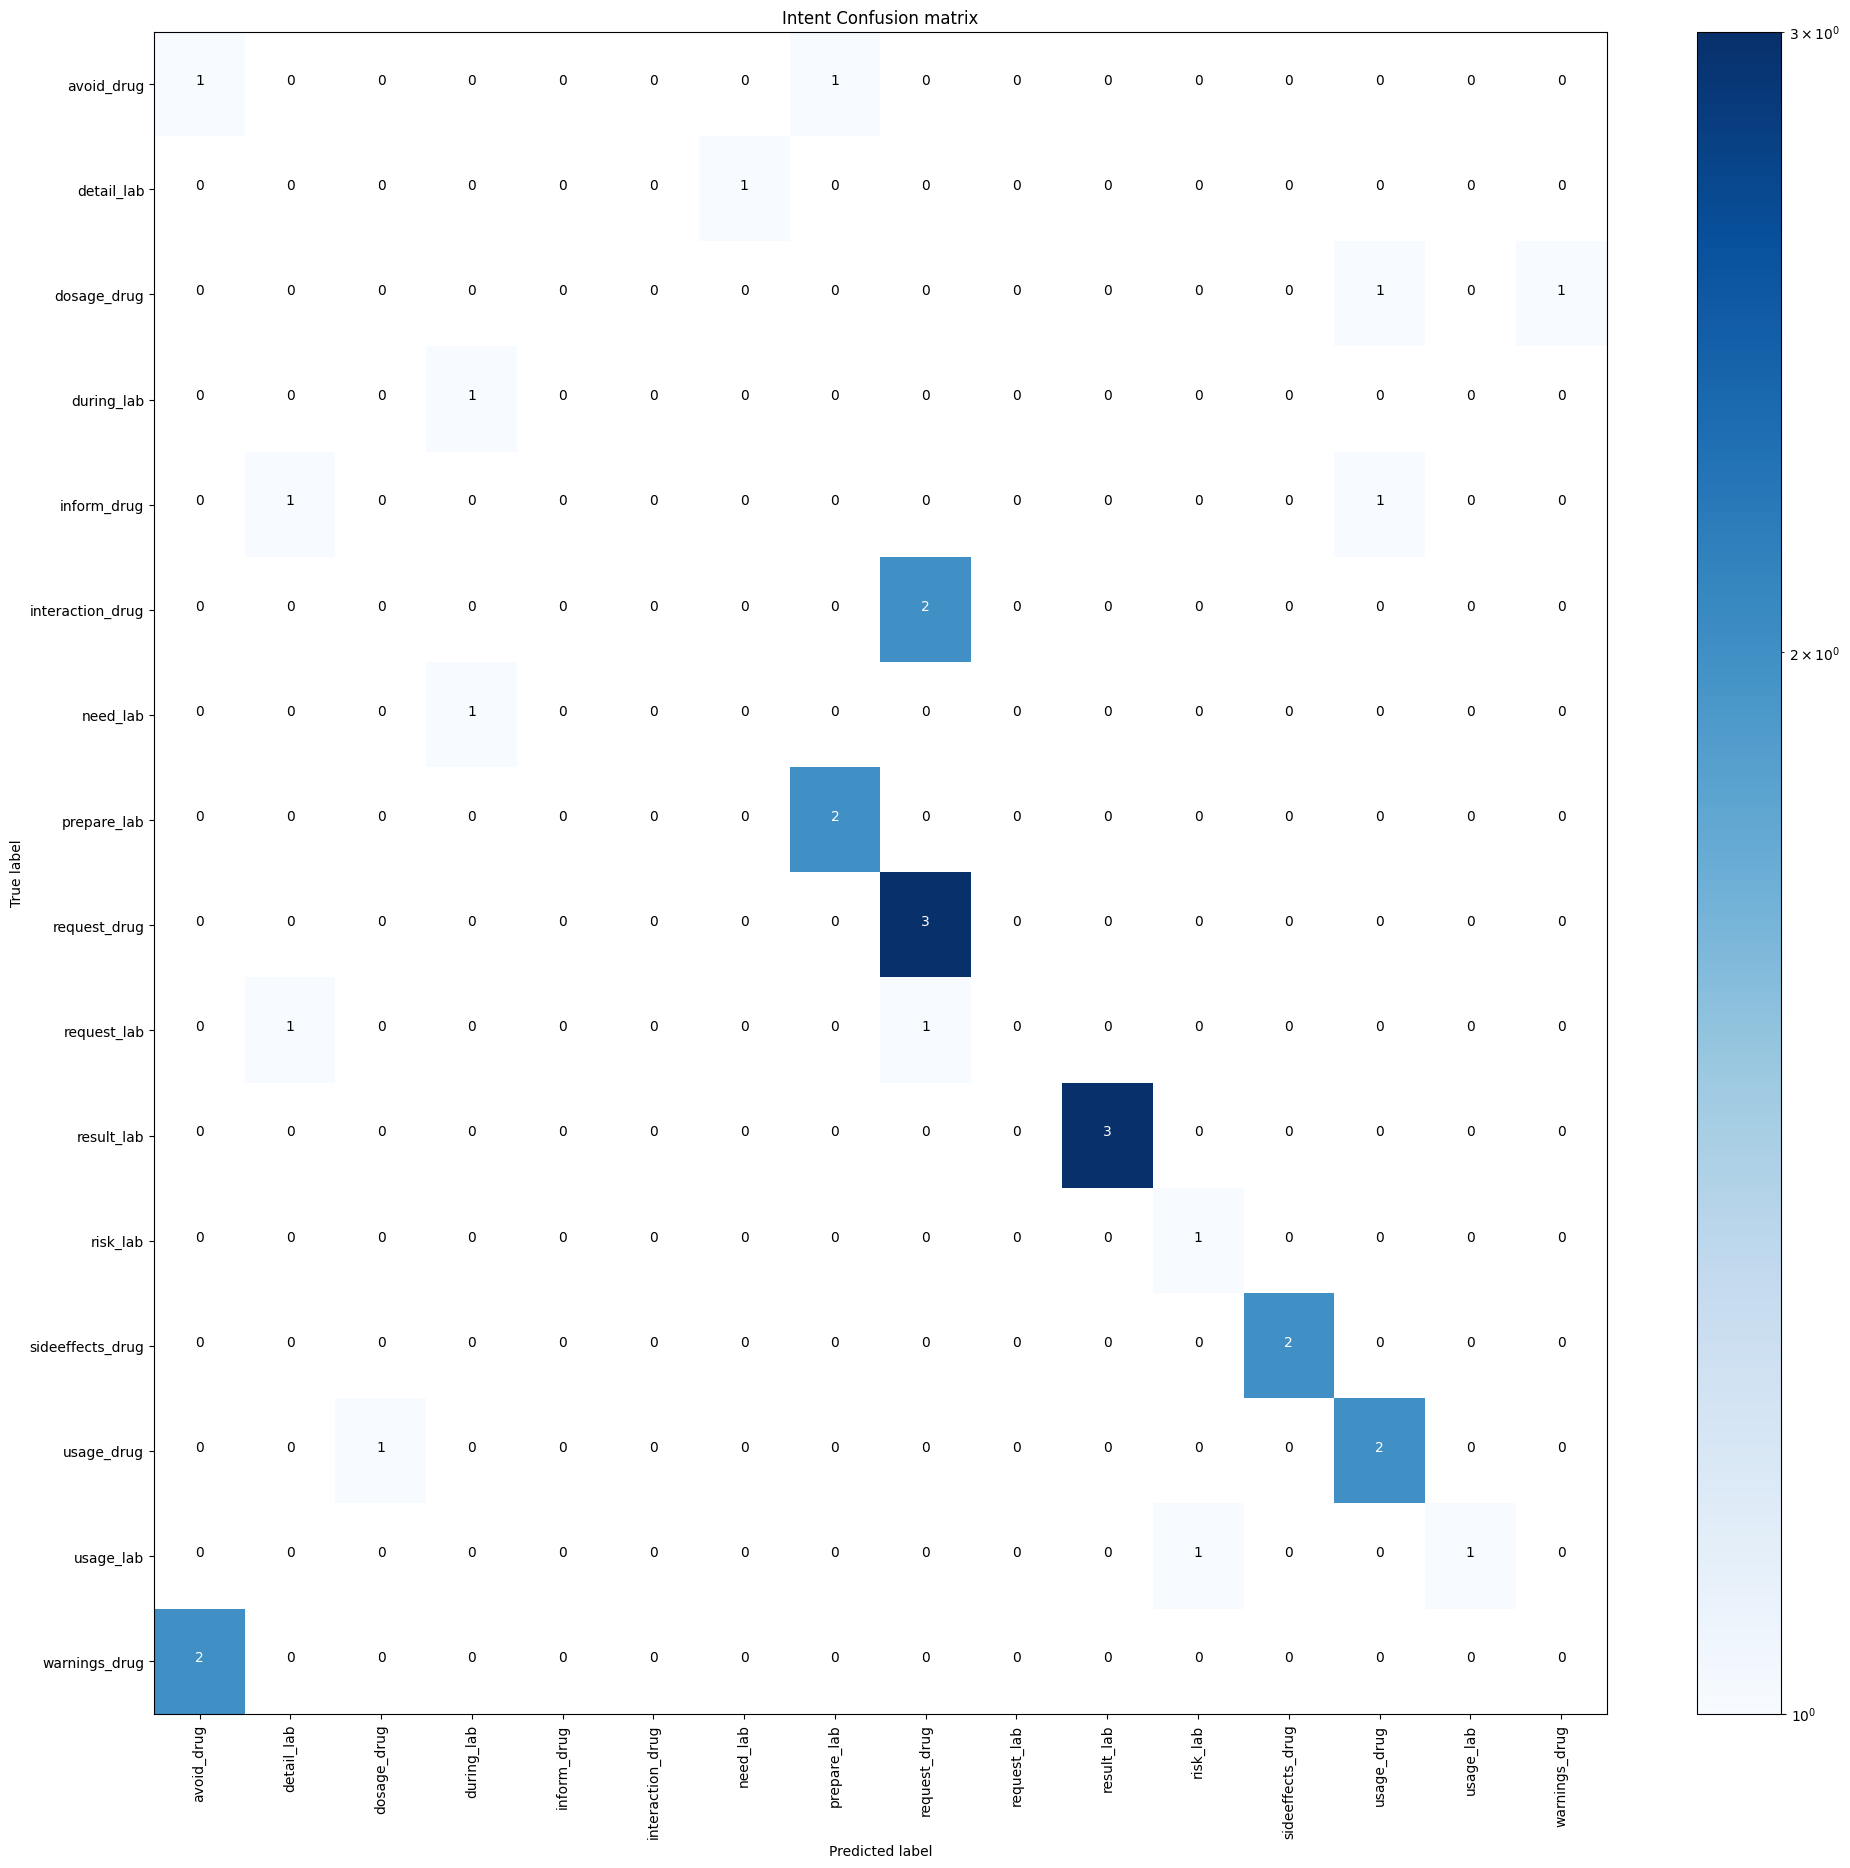 Intent Confusion matrix
avoid_drug 1 0 0 0 0 0 0 1 0 0 0 0 0 0 0 0
detail_lab 0 0 0 0 0 0 1 0 0 0 0 0 0 0 0 0
dosage_drug 0 0 0 0 0 0 0 0 0 0 0 0 0 1 0 1
during_lab 0 0 0 1 0 0 0 0 0 0 0 0 0 0 0 0
inform_drug 0 1 0 0 0 0 0 0 0 0 0 0 0 1 0 0
interaction_drug 0 0 0 0 0 0 0 0 2 0 0 0 0 0 0 0
need_lab 0 0 0 1 0 0 0 0 0 0 0 0 0 0 0 0
prepare_lab 0 0 0 0 0 0 0 2 0 0 0 0 0 0 0 0
request_drug 0 0 0 0 0 0 0 0 3 0 0 0 0 0 0 0
request_lab 0 1 0 0 0 0 0 0 1 0 0 0 0 0 0 0
result_lab 0 0 0 0 0 0 0 0 0 0 3 0 0 0 0 0
risk_lab 0 0 0 0 0 0 0 0 0 0 0 1 0 0 0 0
sideeffects_drug 0 0 0 0 0 0 0 0 0 0 0 0 2 0 0 0
usage_drug 0 0 1 0 0 0 0 0 0 0 0 0 0 2 0 0
usage_lab 0 0 0 0 0 0 0 0 0 0 0 1 0 0 1 0
warnings_drug 2 0 0 0 0 0 0 0 0 0 0 0 0 0 0 0
True label
avoid_drug
detail_lab
dosage_drug
during_lab
inform_drug
interaction_drug
need_lab
prepare_lab
request_drug
request_lab
result_lab
risk_lab
sideeffects_drug
usage_drug
usage_lab
warnings_drug
Predicted label
3 × 10⁰
2 × 10⁰
10⁰